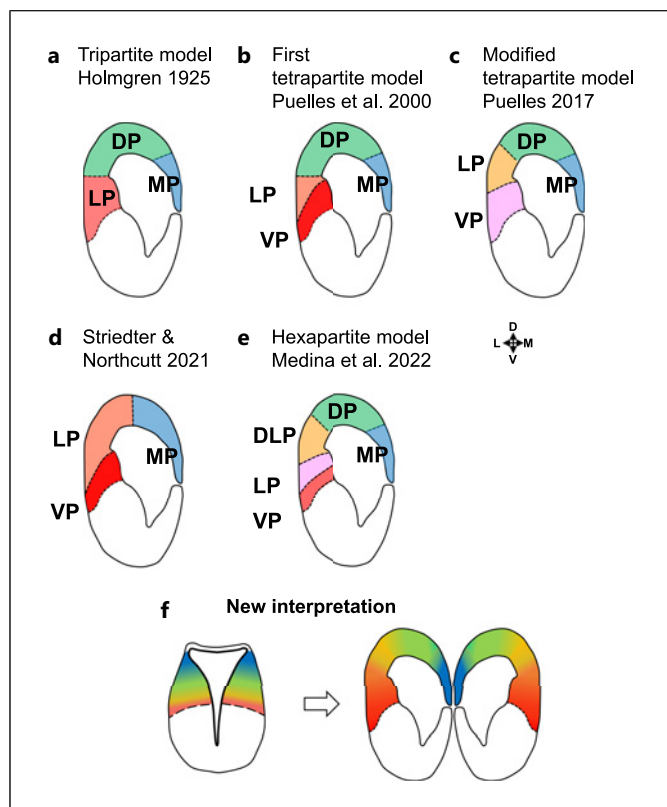 a Tripartite model
Holmgren 1925
b First
tetrapartite model
Puelles et al. 2000
c Modified
tetrapartite model
Puelles 2017
DP
LP
MP
DP
LP
MP
VP
DP
LP
MP
VP
d Striedter &
Northcutt 2021
e Hexapartite model
Medina et al. 2022
D
L M
V
LP
MP
VP
DP
DLP
MP
LP
VP
f New interpretation